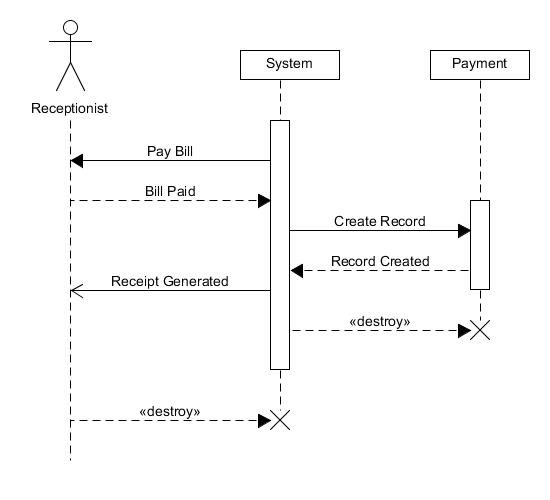 System
Payment
Receptionist
Pay Bill
Bill Paid
Create Record
Record Created
Receipt Generated
«destroy»
«destroy»